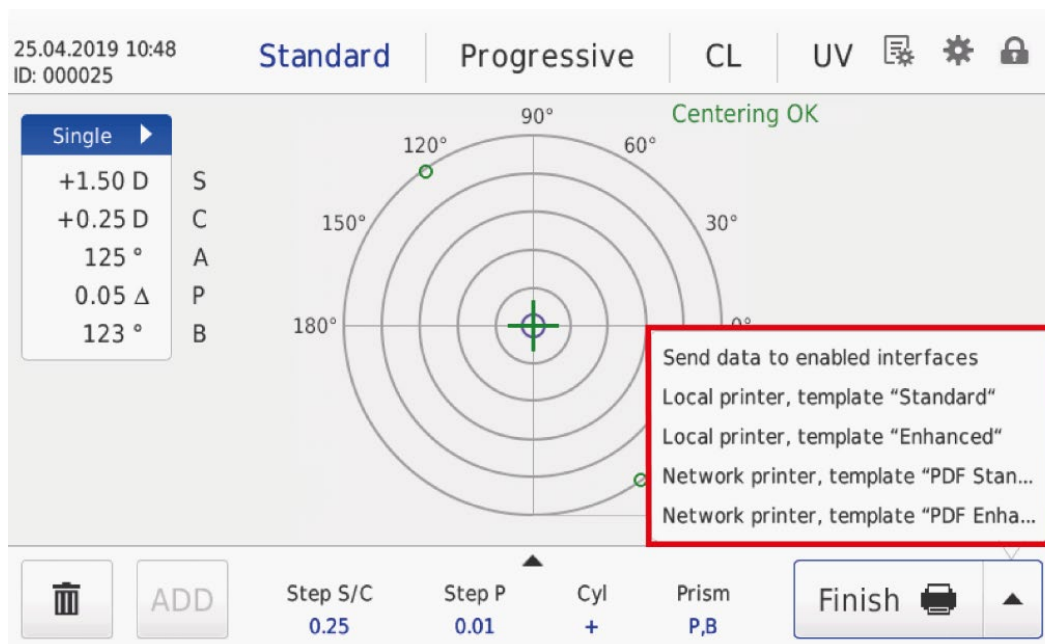 25.04.2019 10:48
ID: 000025
Standard
Progressive
CL
UV
Centering OK
Single
+1.50 D S
+0.25 D C
125 ° A
0.05 Δ P
123 ° B
90°
120°
60°
150°
30°
180°
0°
Send data to enabled interfaces
Local printer, template “Standard“
Local printer, template “Enhanced“
Network printer, template “PDF Stan...
Network printer, template “PDF Enha...
ADD
Step S/C
0.25
Step P
0.01
Cyl
+
Prism
P,B
Finish